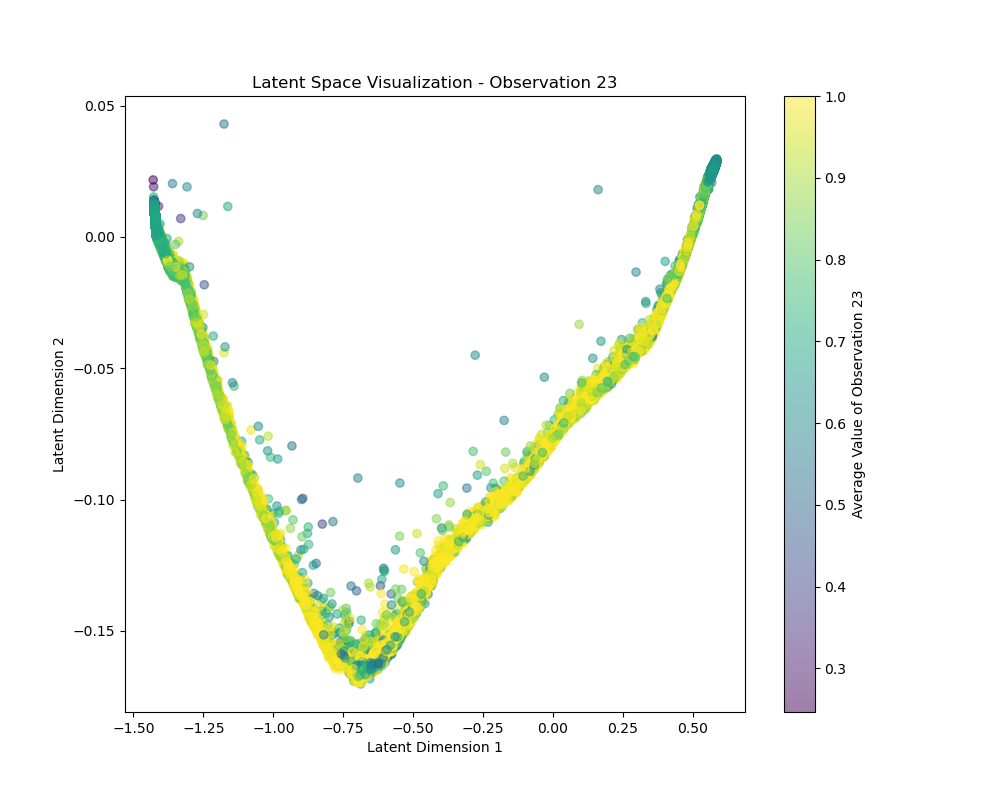 Latent Space Visualization - Observation 23
0.05
0.00
−0.05
−0.10
−0.15
Latent Dimension 2
−1.50 −1.25 −1.00 −0.75 −0.50 −0.25 0.00 0.25 0.50
Latent Dimension 1
1.0
0.9
0.8
0.7
0.6
0.5
0.4
0.3
Average Value of Observation 23